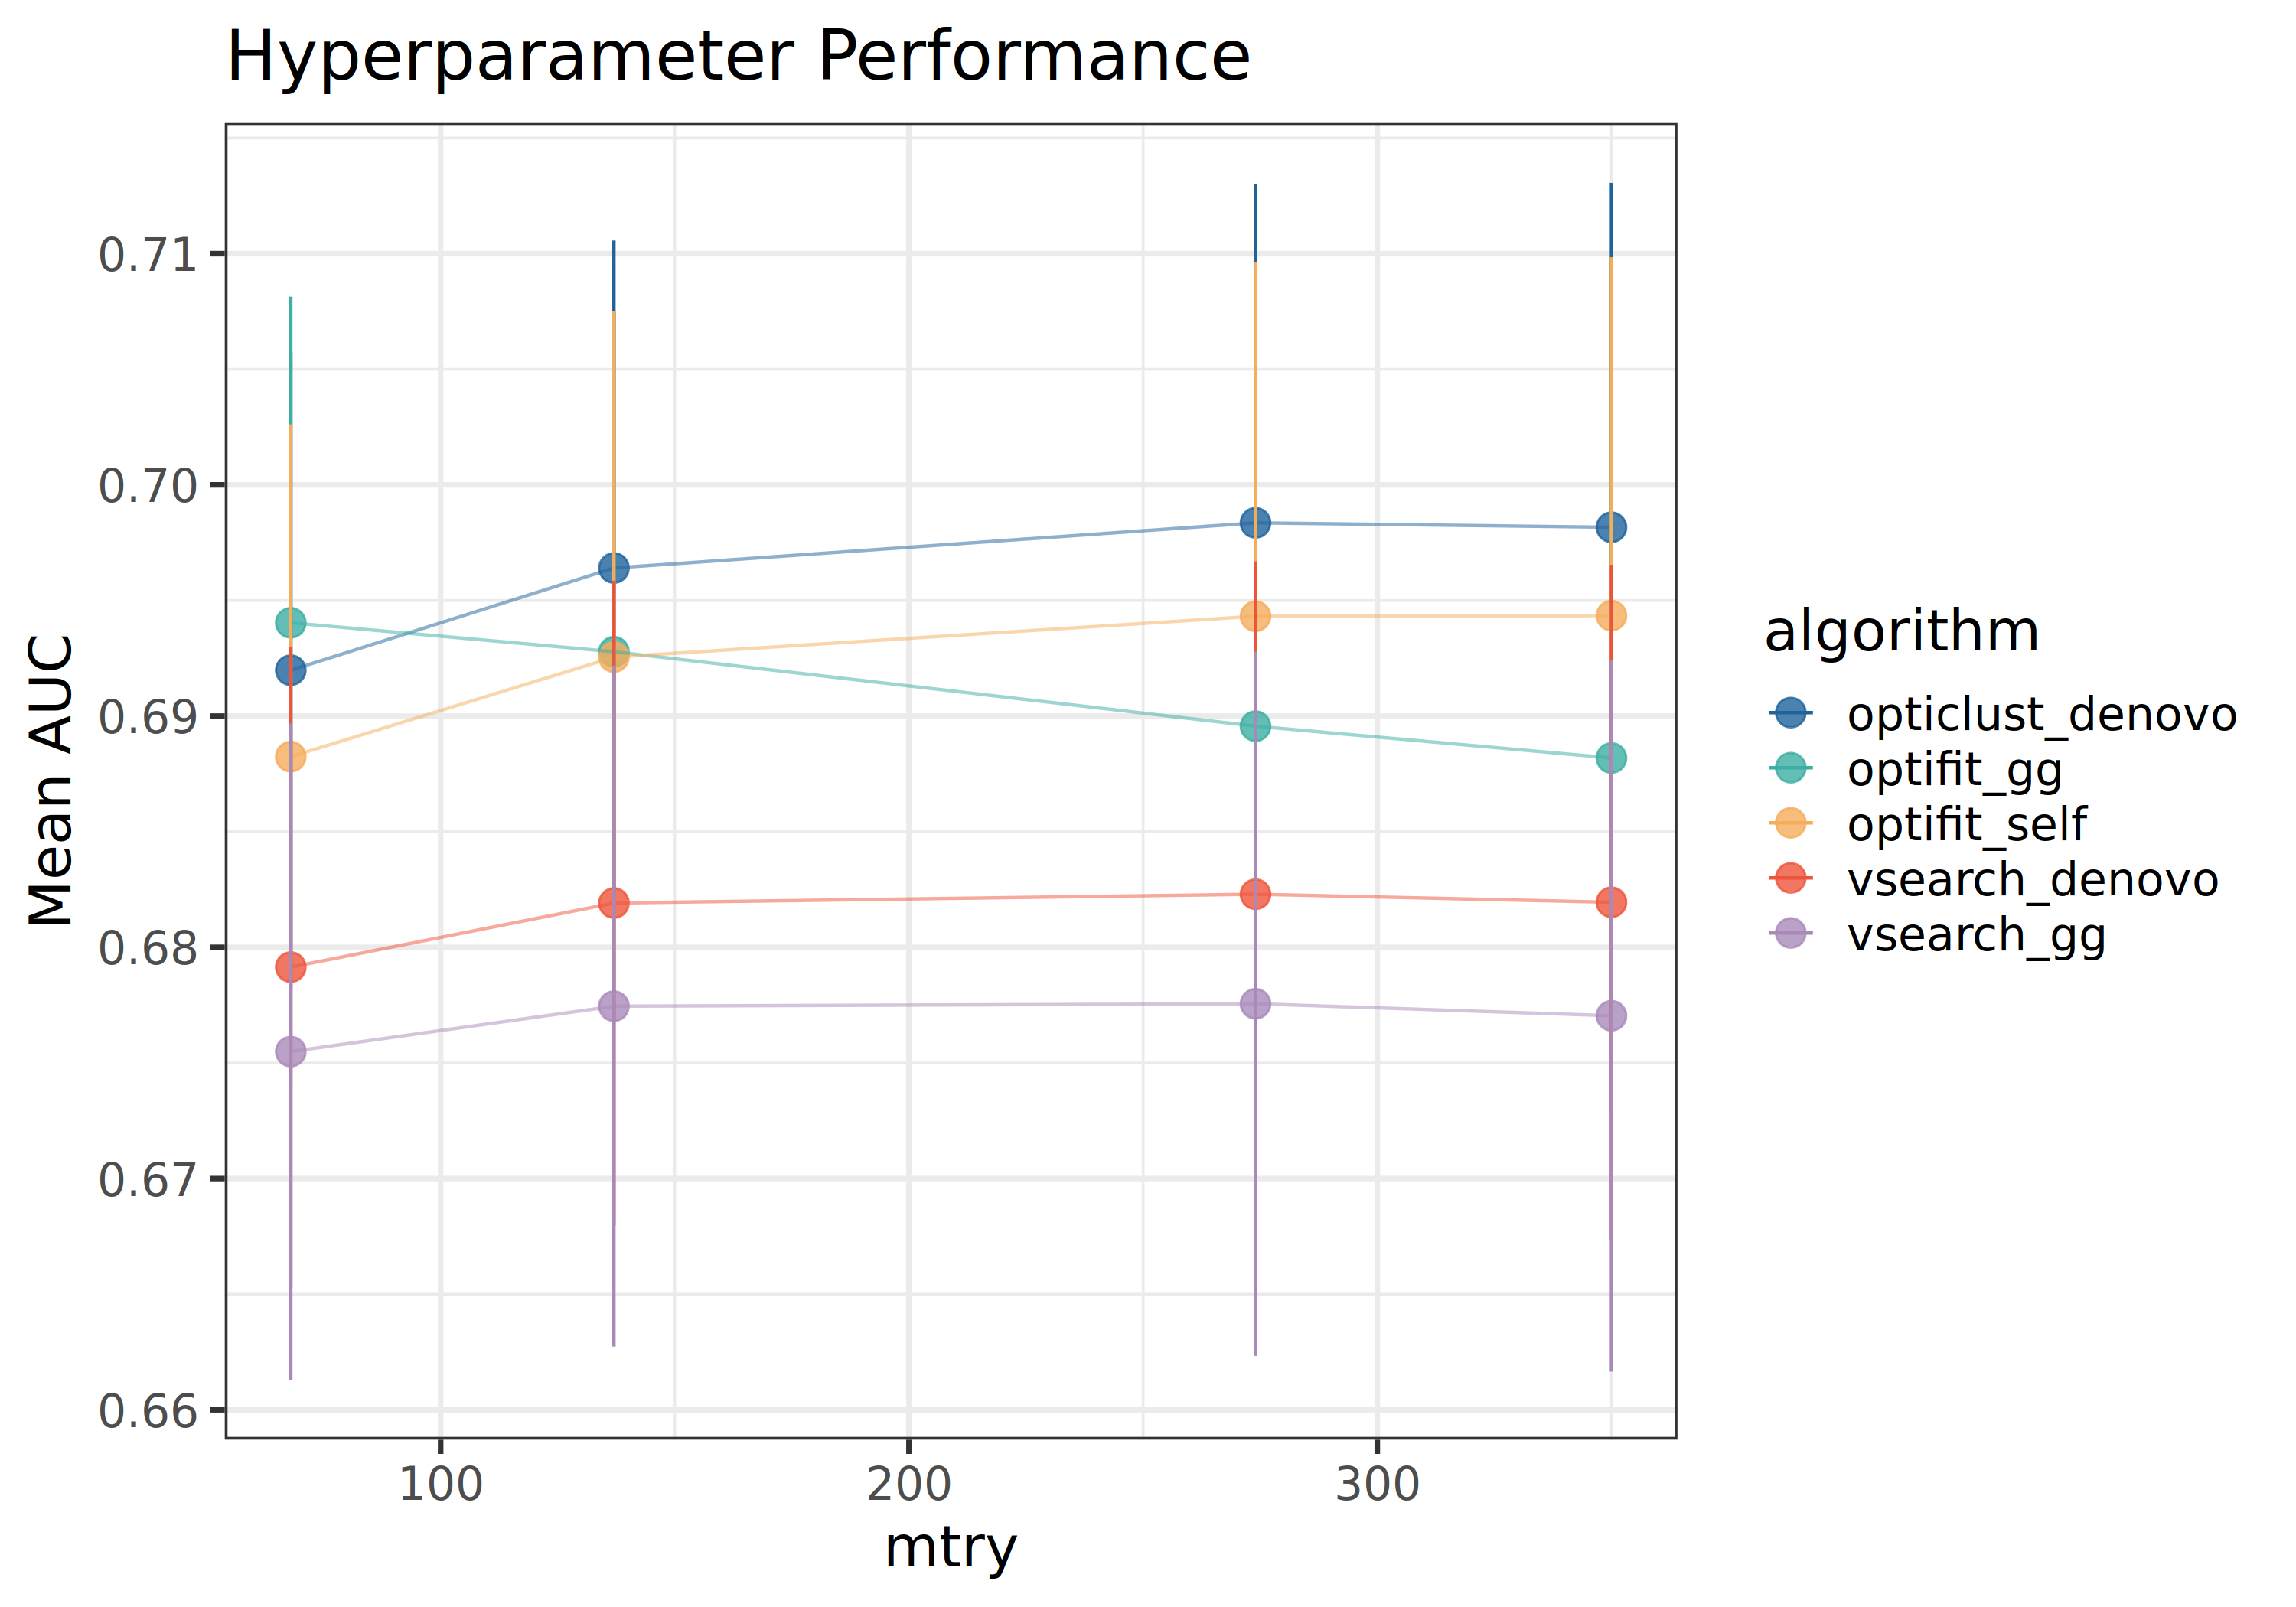 Hyperparameter Performance
Mean AUC
0.71
0.70
0.69
0.68
0.67
0.66
100
200
300
mtry
algorithm
opticlust_denovo
optifit_gg
optifit_self
vsearch_denovo
vsearch_gg